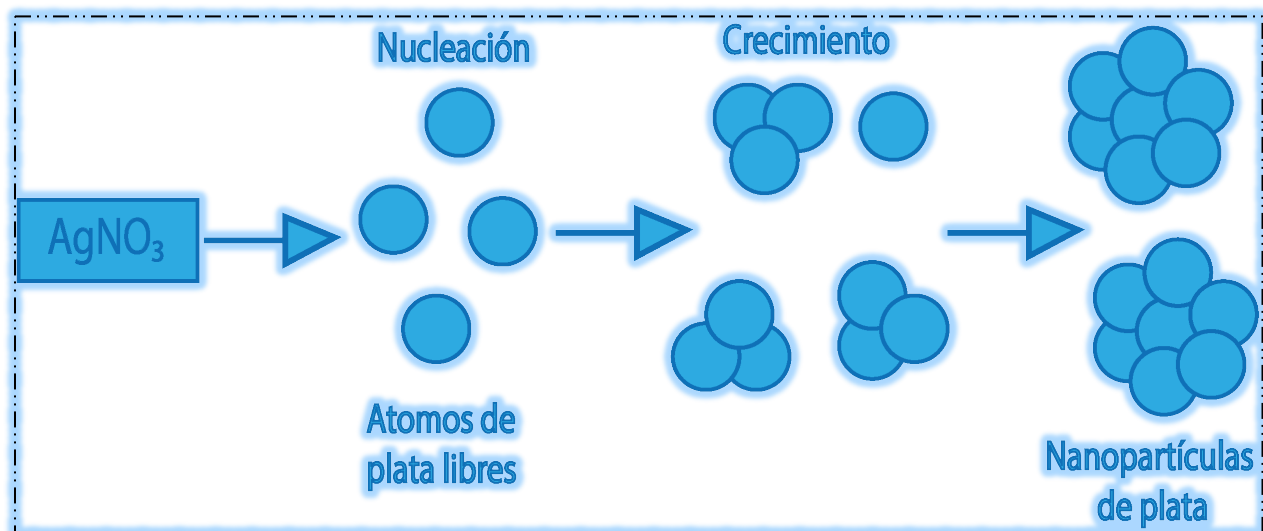 Nucleación
Crecimiento
AgNO₃
Atomos de
plata libres
Nanopartículas
de plata